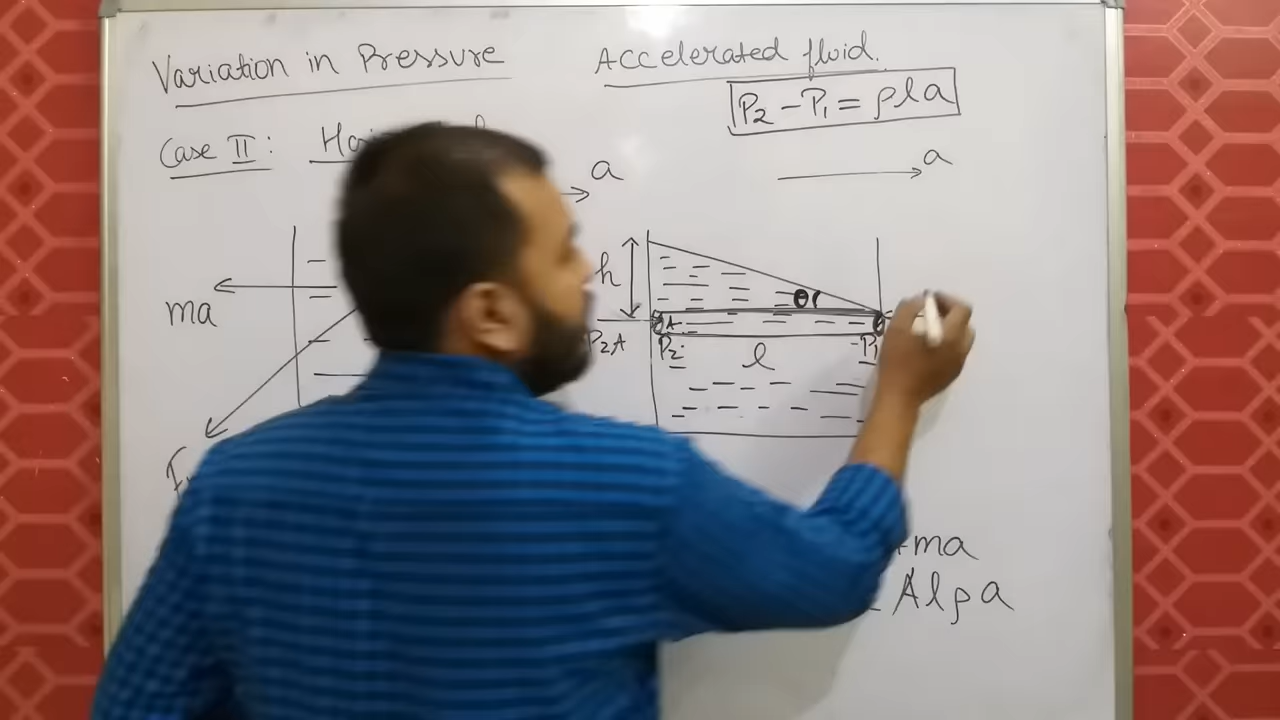 Variation in Pressure Accelerated fluid.
P₂ - P₁ = ρla
Case II:
a
a
h
θ
ma
P₂A
A
P₂
l
P₁
+ma
Alρa